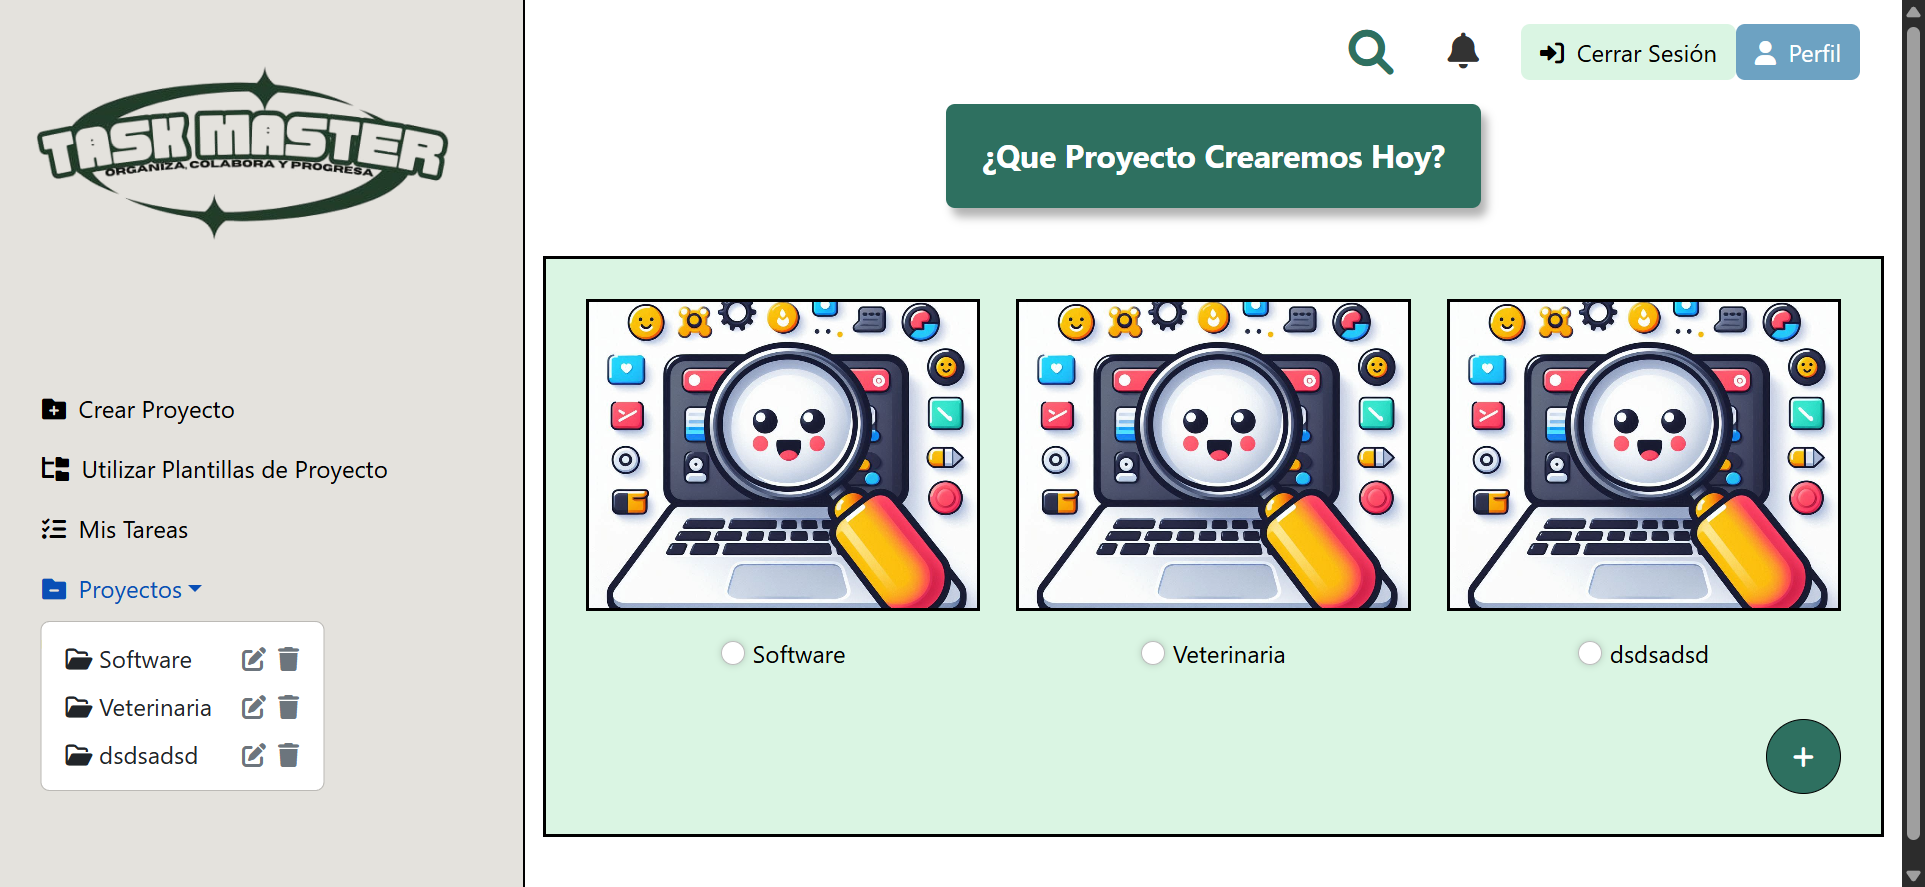 TASK MASTER
ORGANIZA, COLABORA Y PROGRESA
Crear Proyecto
Utilizar Plantillas de Proyecto
Mis Tareas
Proyectos
Software
Veterinaria
dsdsadsd
Cerrar Sesión
Perfil
¿Que Proyecto Crearemos Hoy?
Software
Veterinaria
dsdsadsd
+